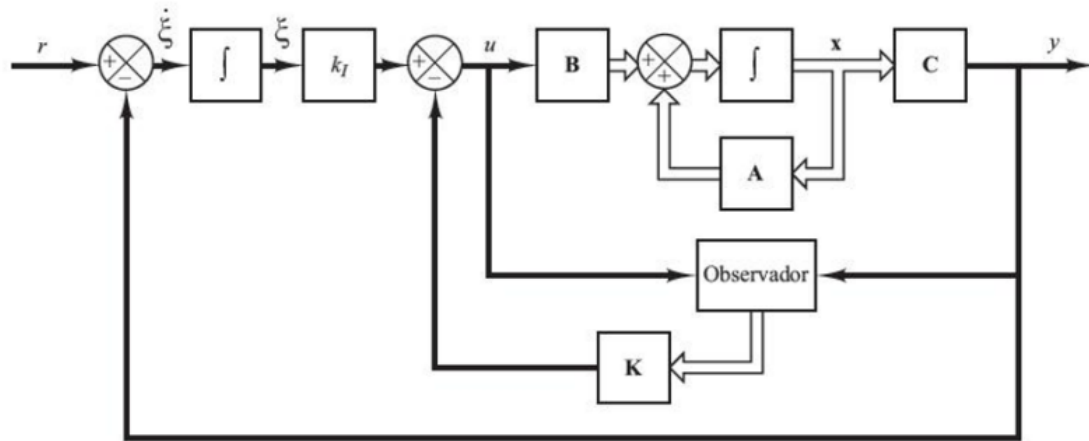 r
+
−
ξ̇
∫
ξ
k_I
+
−
u
B
+
+
∫
x
C
y
A
Observador
K